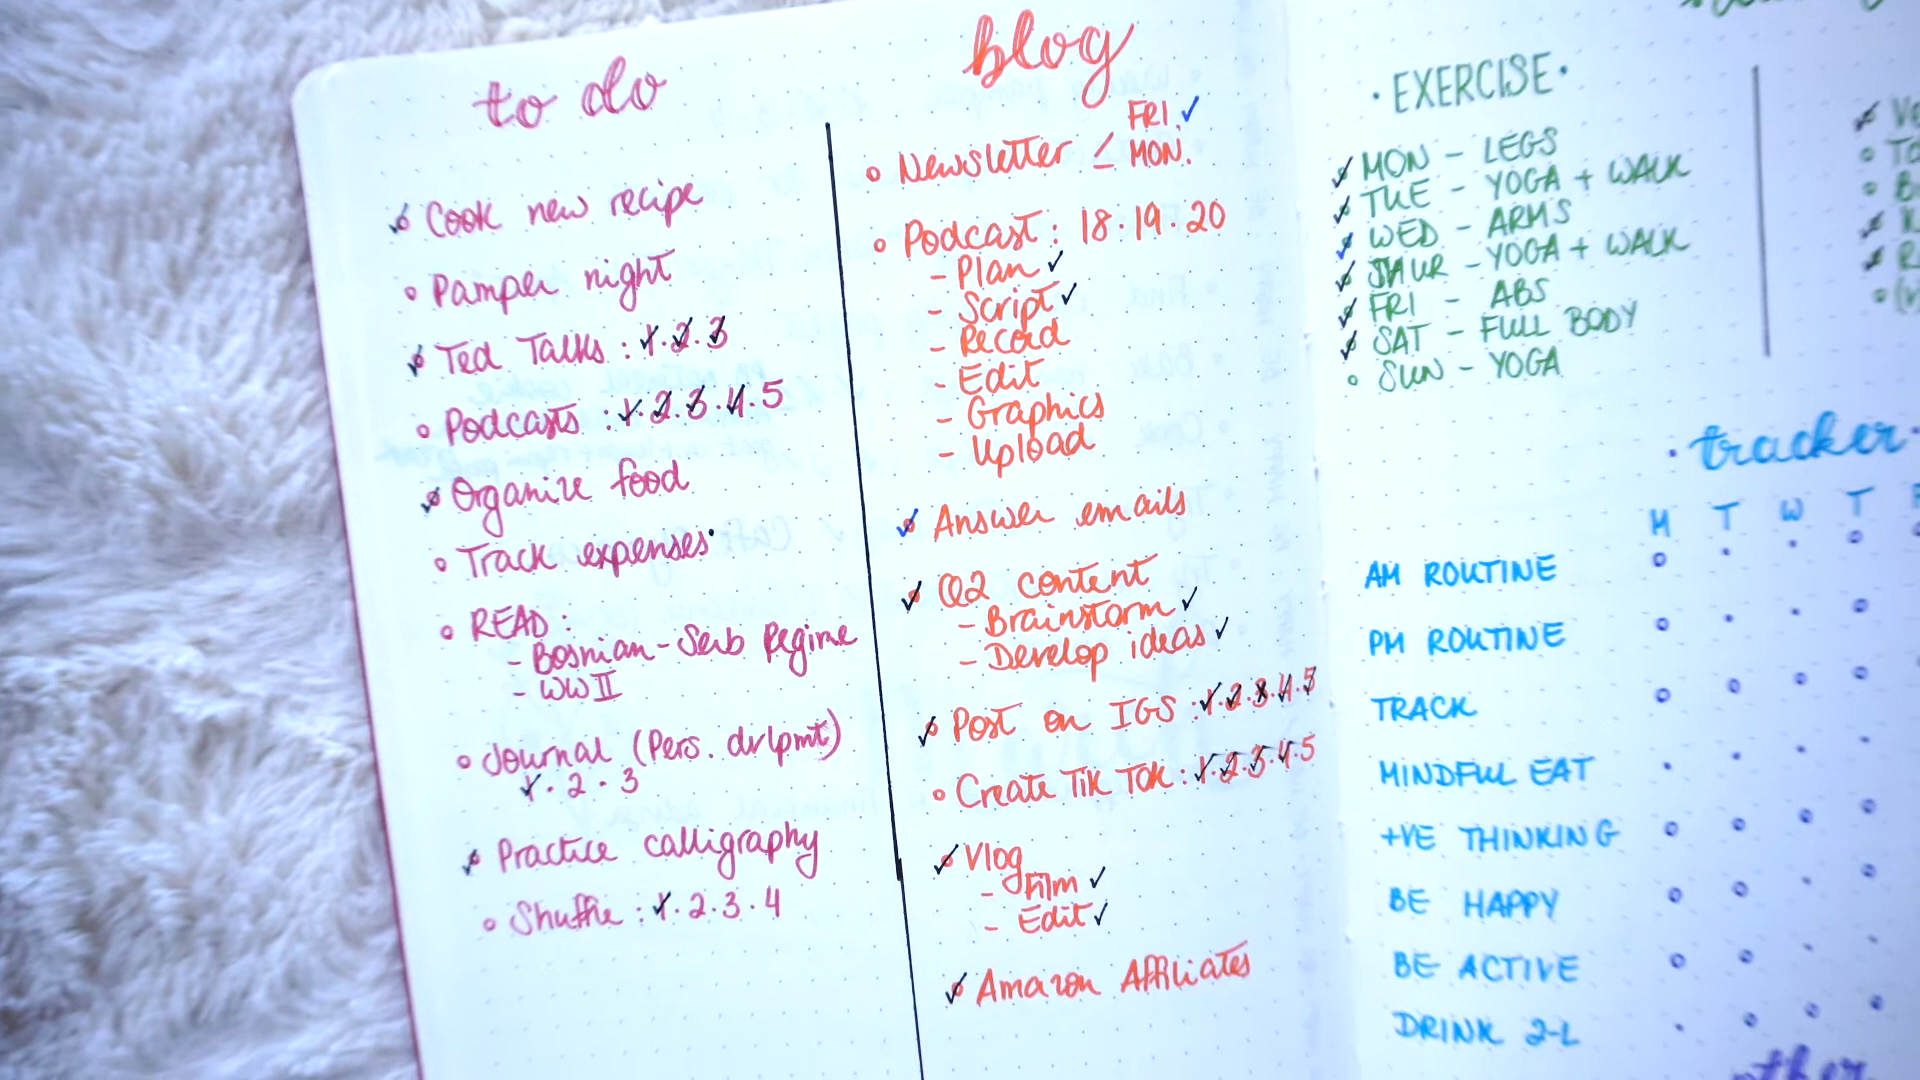 to do
Cook new recipe
Pamper night
Ted Talks : 1.2.3
Podcasts : 1.2.3.4.5
Organize food
Track expenses
READ :
- Bosnian-Serb Regime
- WWII
Journal (Pers. dvlpmt)
1.2.3
Practice calligraphy
Shuffle : 1.2.3.4
blog
Newsletter ≤ FRI.
MON.
Podcast : 18.19.20
- Plan ✓
- Script ✓
- Record
- Edit
- Graphics
- Upload
Answer emails
Q2 content
- Brainstorm ✓
- Develop ideas ✓
Post on IGS : 1.2.3.4.5
Create Tik Tok : 1.2.3.4.5
Vlog
- Film ✓
- Edit ✓
Amazon Affiliates
• EXERCISE •
MON - LEGS
TUE - YOGA + WALK
WED - ARMS
THUR - YOGA + WALK
FRI - ABS
SAT - FULL BODY
SUN - YOGA
• tracker •
M T W T F
AM ROUTINE
PM ROUTINE
TRACK
MINDFUL EAT
+VE THINKING
BE HAPPY
BE ACTIVE
DRINK 2-L